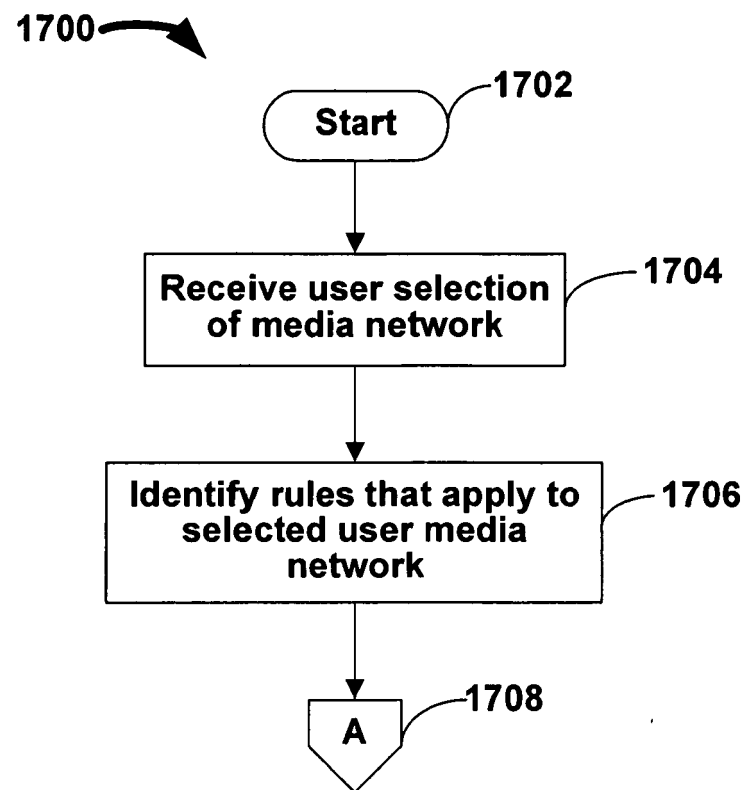 1700
1702
Start
1704
Receive user selection
of media network
1706
Identify rules that apply to
selected user media
network
1708
A